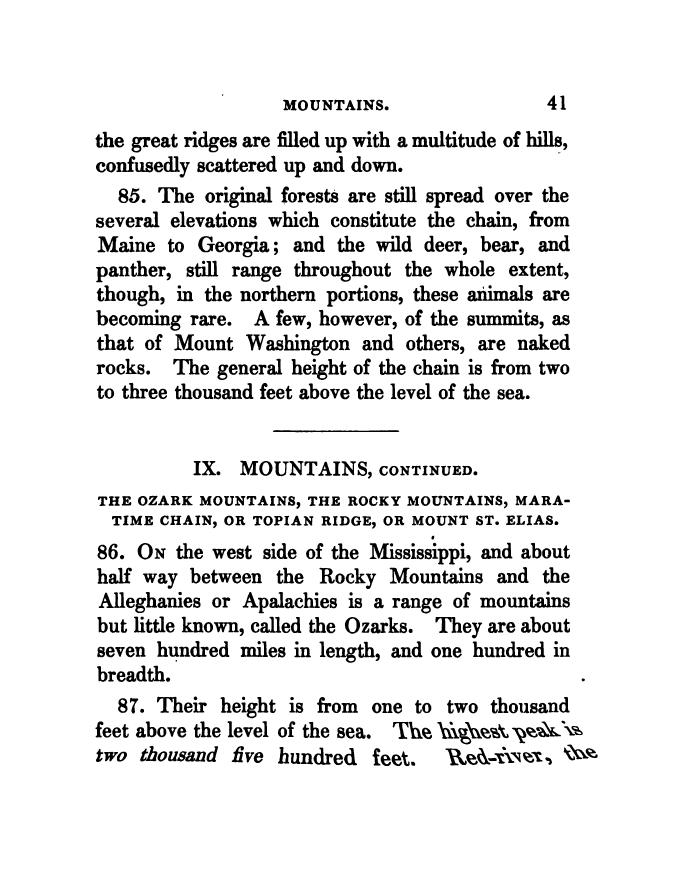 MOUNTAINS. 41
the great ridges are filled up with a multitude of hills,
confusedly scattered up and down.
85. The original forests are still spread over the
several elevations which constitute the chain, from
Maine to Georgia; and the wild deer, bear, and
panther, still range throughout the whole extent,
though, in the northern portions, these animals are
becoming rare. A few, however, of the summits, as
that of Mount Washington and others, are naked
rocks. The general height of the chain is from two
to three thousand feet above the level of the sea.
IX. MOUNTAINS, CONTINUED.
THE OZARK MOUNTAINS, THE ROCKY MOUNTAINS, MARA-
TIME CHAIN, OR TOPIAN RIDGE, OR MOUNT ST. ELIAS.
86. ON the west side of the Mississippi, and about
half way between the Rocky Mountains and the
Alleghanies or Apalachies is a range of mountains
but little known, called the Ozarks. They are about
seven hundred miles in length, and one hundred in
breadth.
87. Their height is from one to two thousand
feet above the level of the sea. The highest peak is
two thousand five hundred feet. Red-river, the